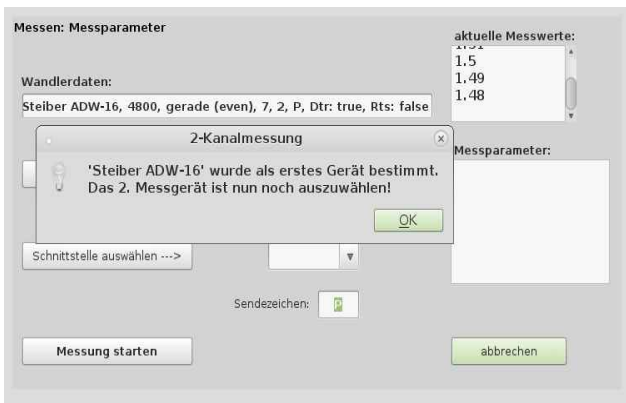 Messen: Messparameter
aktuelle Messwerte:
1.51
1.5
1.49
1.48
Wandlerdaten:
Steiber ADW-16, 4800, gerade (even), 7, 2, P, Dtr: true, Rts: false
2-Kanalmessung
'Steiber ADW-16' wurde als erstes Gerät bestimmt.
Das 2. Messgerät ist nun noch auszuwählen!
OK
Messparameter:
Schnittstelle auswählen --->
Sendezeichen:
P
Messung starten
abbrechen